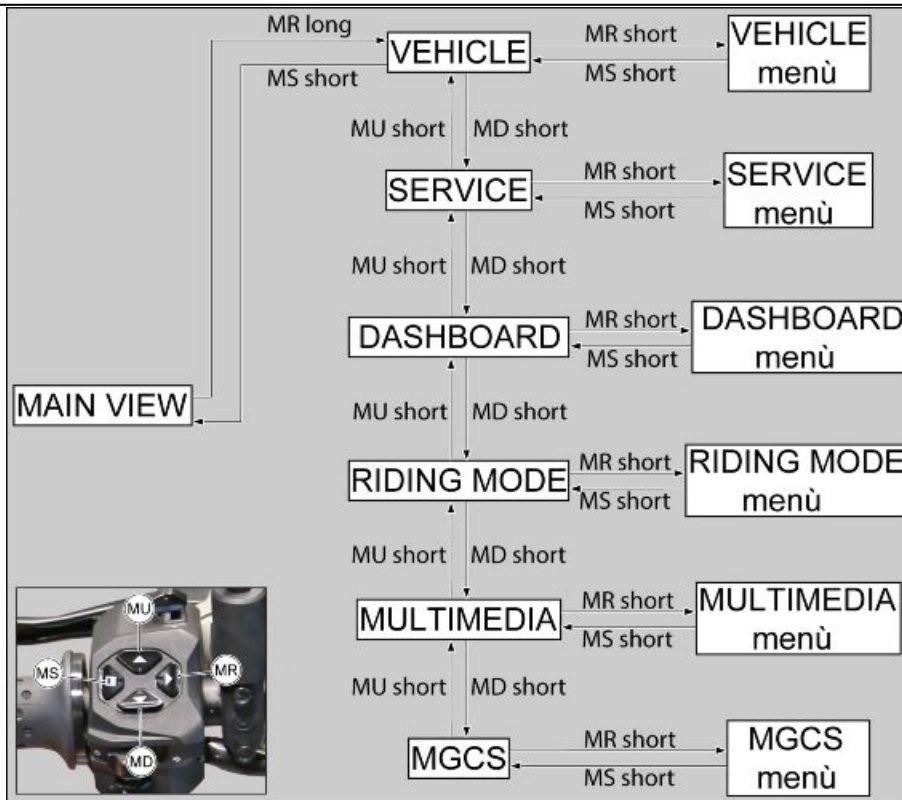 MR long
VEHICLE
MR short
VEHICLE
menù
MS short
MS short
MU short
MD short
SERVICE
MR short
SERVICE
menù
MS short
MU short
MD short
DASHBOARD
MR short
DASHBOARD
menù
MS short
MAIN VIEW
MU short
MD short
RIDING MODE
MR short
RIDING MODE
menù
MS short
MU short
MD short
MULTIMEDIA
MR short
MULTIMEDIA
menù
MS short
MU short
MD short
MGCS
MR short
MGCS
menù
MS short
MU
MS
MR
MD